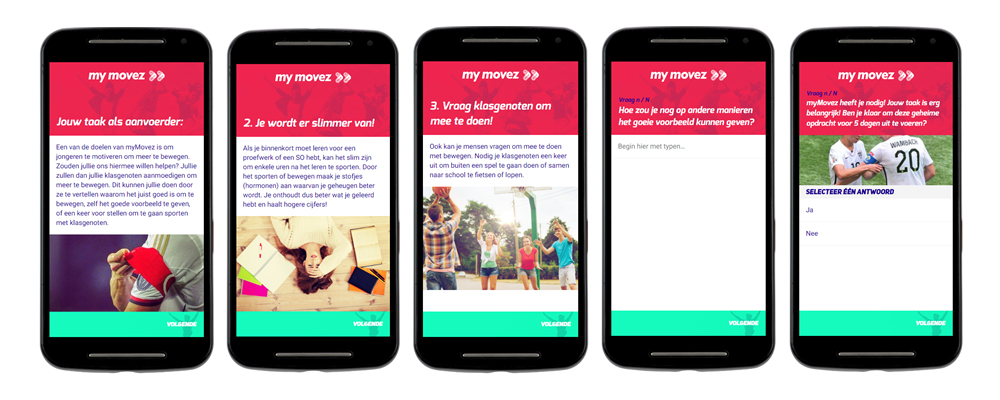 my movez
Jouw taak als aanvoerder:
Een van de doelen van myMovez is om
jongeren te motiveren om meer te bewegen.
Zouden jullie ons hiermee willen helpen? Jullie
zullen dan jullie klasgenoten aanmoedigen om
meer te bewegen. Dit kunnen jullie doen door
ze te vertellen waarom het juist goed is om te
bewegen, zelf het goede voorbeeld te geven,
of een keer voor stellen om te gaan sporten
met klasgenoten.
VOLGENDE
my movez
2. Je wordt er slimmer van!
Als je binnenkort moet leren voor een
proefwerk of een SO hebt, kan het slim zijn
om enkele uren na het leren te sporten. Door
het sporten of bewegen maak je stofjes
(hormonen) aan waarvan je geheugen beter
wordt. Je onthoudt dus beter wat je geleerd
hebt en haalt hogere cijfers!
VOLGENDE
my movez
3. Vraag klasgenoten om
mee te doen!
Ook kan je mensen vragen om mee te doen
met bewegen. Nodig je klasgenoten een keer
uit om buiten een spel te gaan doen of samen
naar school te fietsen of lopen.
VOLGENDE
my movez
Vraag n / N
Hoe zou je nog op andere manieren
het goeie voorbeeld kunnen geven?
Begin hier met typen...
VOLGENDE
my movez
Vraag n / N
myMovez heeft je nodig! Jouw taak is erg
belangrijk! Ben je klaar om deze geheime
opdracht voor 5 dagen uit te voeren?
WAMBACH
20
SELECTEER ÉÉN ANTWOORD
Ja
Nee
VOLGENDE